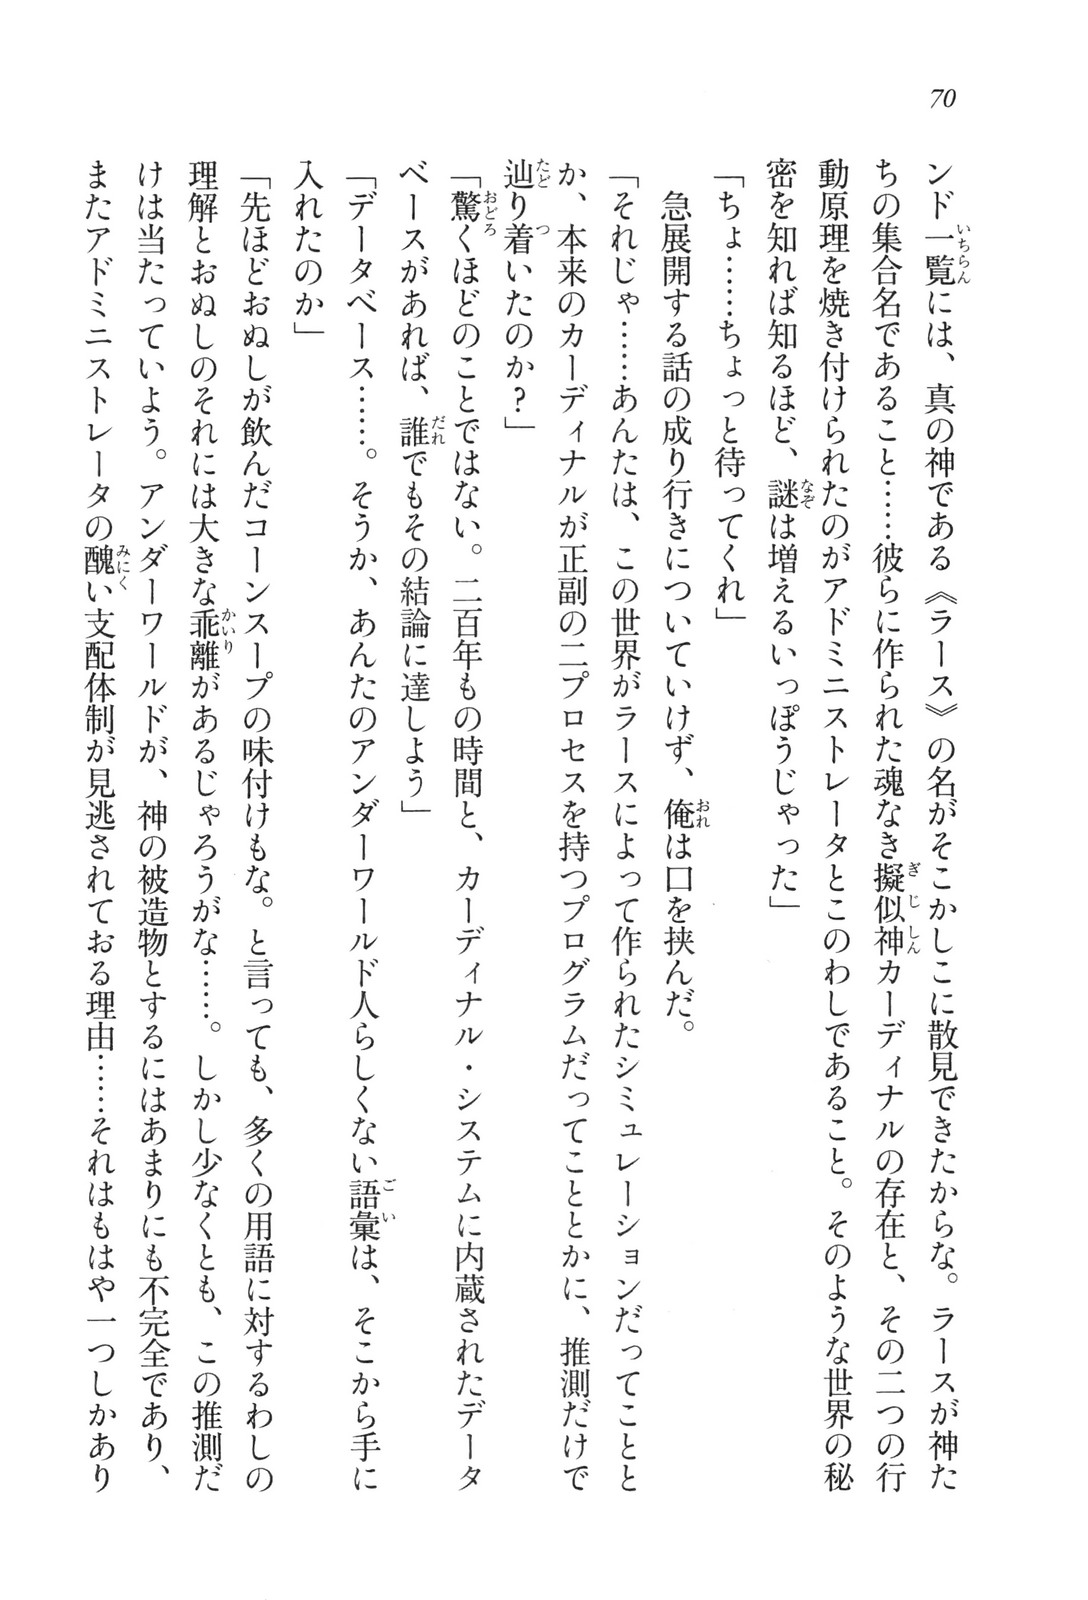 70
ンド一覧には、真の神である《ラース》の名がそこかしこに散見できたからな。ラースが神た
ちの集合名であること……彼らに作られた魂なき擬似神カーディナルの存在と、その二つの行
動原理を焼き付けられたのがアドミニストレータとこのわしであること。そのような世界の秘
密を知れば知るほど、謎は増えるいっぽうじゃった」
「ちょ……ちょっと待ってくれ」
　急展開する話の成り行きについていけず、俺は口を挟んだ。
「それじゃ……あんたは、この世界がラースによって作られたシミュレーションだってことと
か、本来のカーディナルが正副の二プロセスを持つプログラムだってこととかに、推測だけで
辿り着いたのか？」
「驚くほどのことではない。二百年もの時間と、カーディナル・システムに内蔵されたデータ
ベースがあれば、誰でもその結論に達しよう」
「データベース……。そうか、あんたのアンダーワールド人らしくない語彙は、そこから手に
入れたのか」
「先ほどおぬしが飲んだコーンスープの味付けもな。と言っても、多くの用語に対するわしの
理解とおぬしのそれには大きな乖離があるじゃろうがな……。しかし少なくとも、この推測だ
けは当たっていよう。アンダーワールドが、神の被造物とするにはあまりにも不完全であり、
またアドミニストレータの醜い支配体制が見逃されておる理由……それはもはや一つしかあり